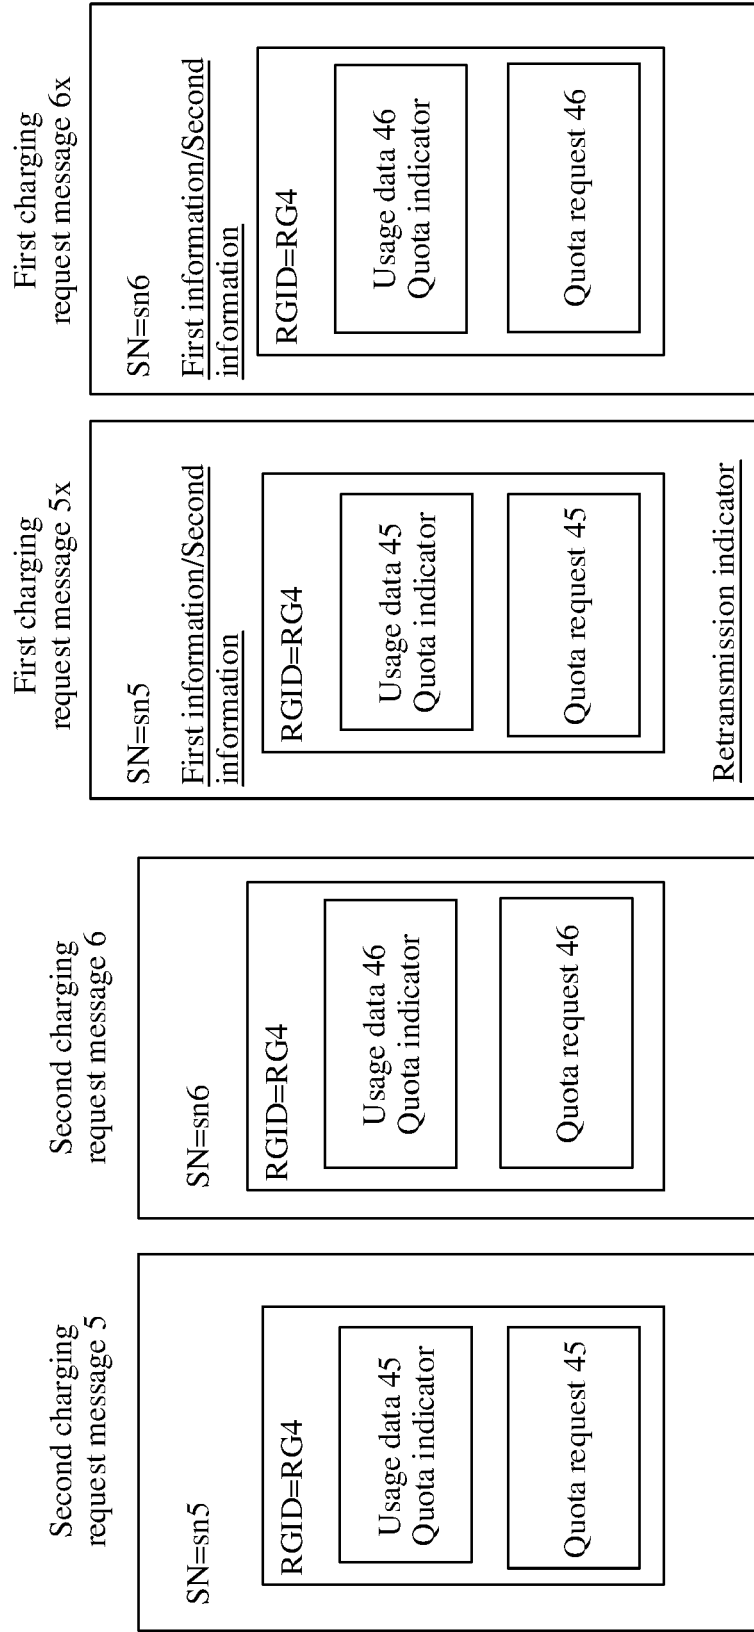 Second charging
request message 5
SN=sn5
RGID=RG4
Usage data 45
Quota indicator
Quota request 45
Second charging
request message 6
SN=sn6
RGID=RG4
Usage data 46
Quota indicator
Quota request 46
First charging
request message 5x
SN=sn5
First information/Second
information
RGID=RG4
Usage data 45
Quota indicator
Quota request 45
Retransmission indicator
First charging
request message 6x
SN=sn6
First information/Second
information
RGID=RG4
Usage data 46
Quota indicator
Quota request 46